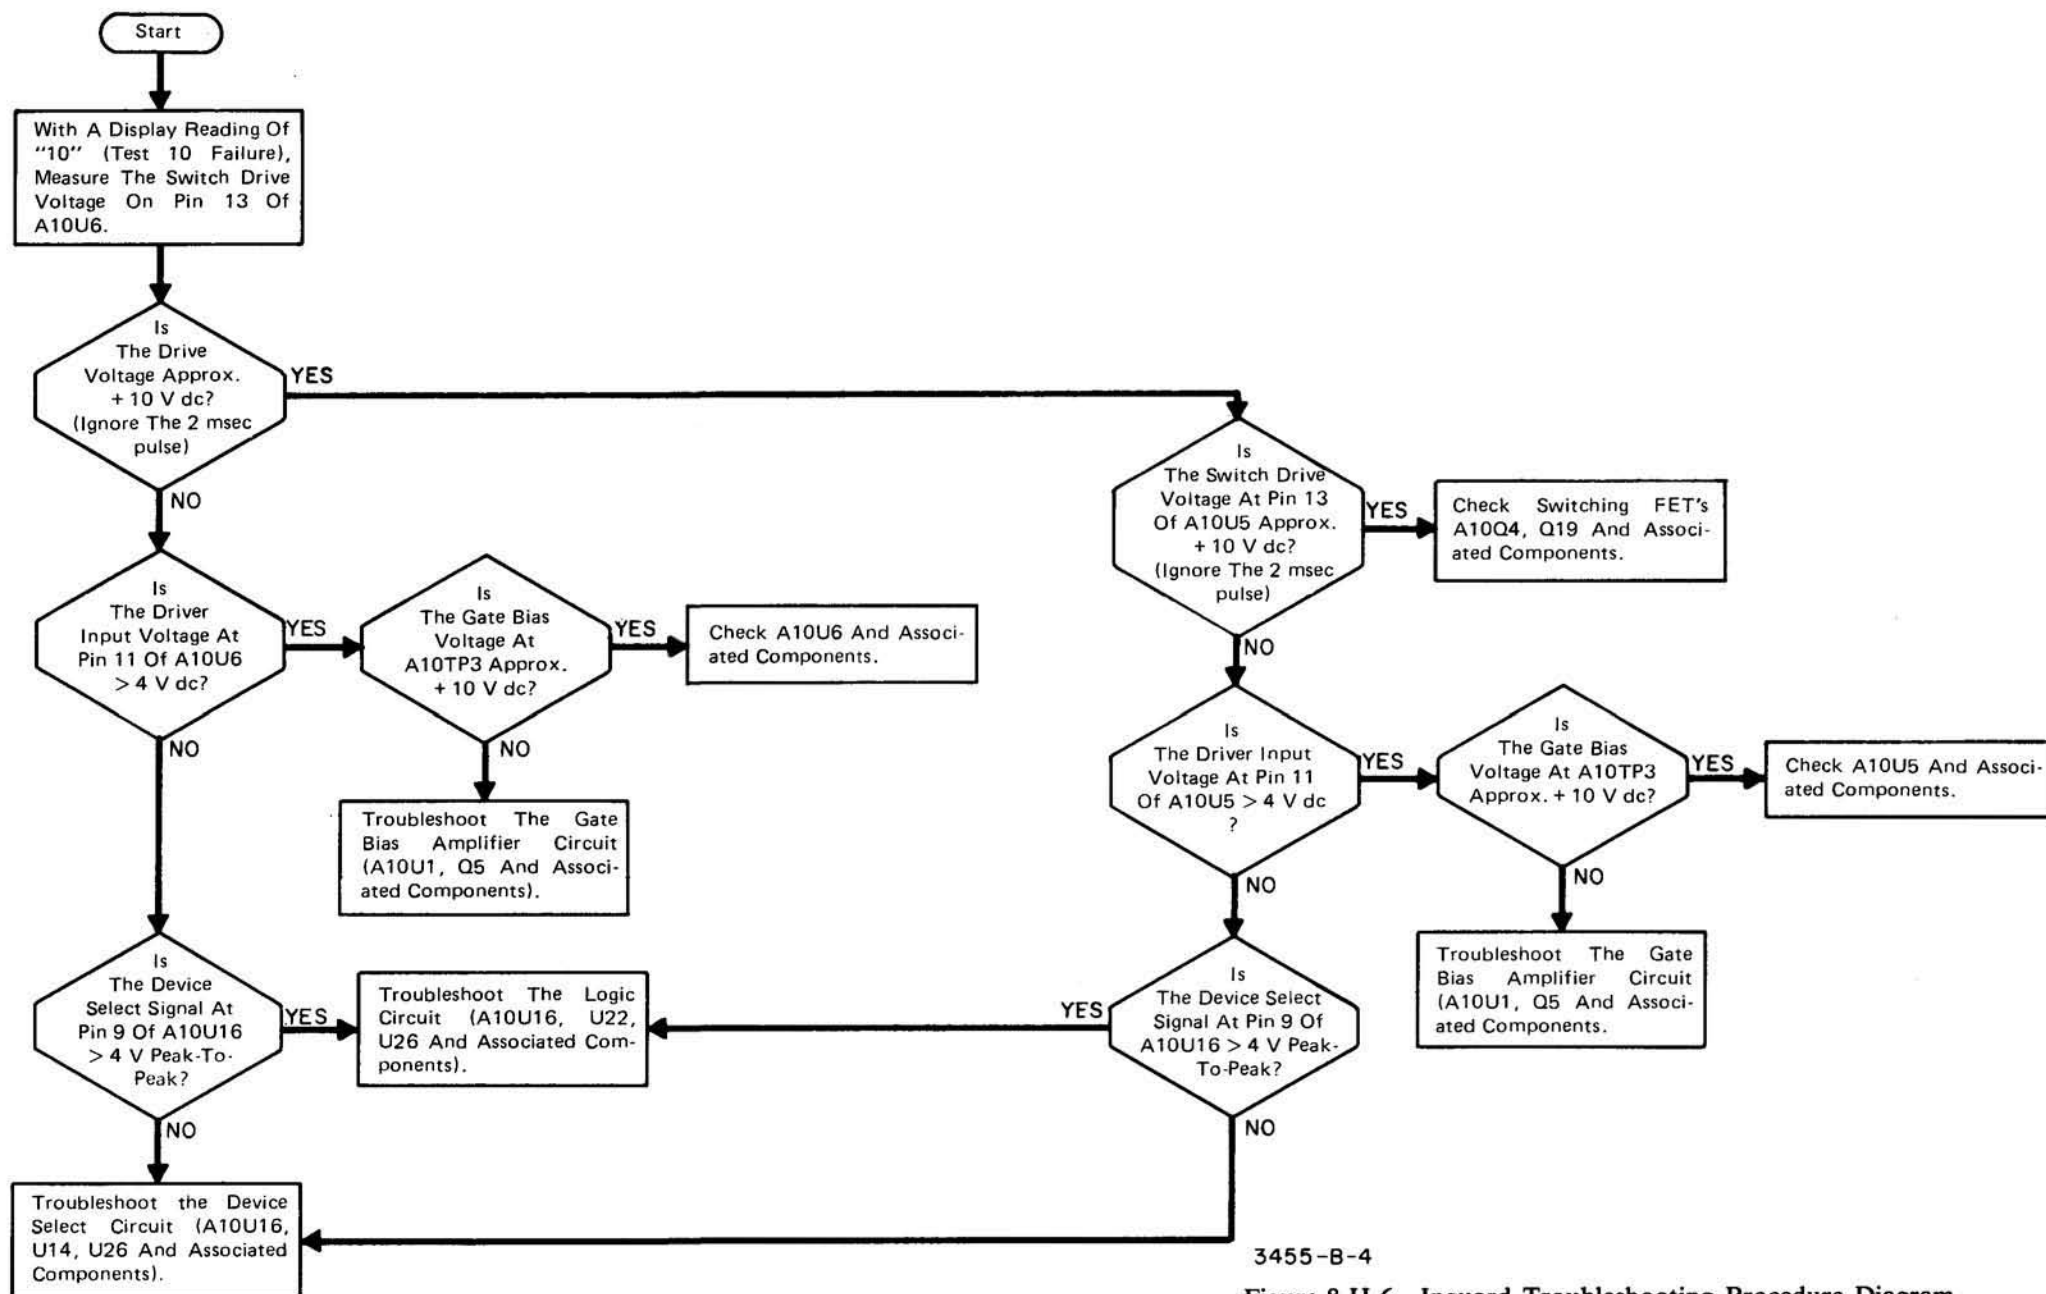 Start
With A Display Reading Of
"10" (Test 10 Failure),
Measure The Switch Drive
Voltage On Pin 13 Of
A10U6.
Is
The Drive
Voltage Approx.
+ 10 V dc?
(Ignore The 2 msec
pulse)
YES
NO
Is
The Switch Drive
Voltage At Pin 13
Of A10U5 Approx.
+ 10 V dc?
(Ignore The 2 msec
pulse)
YES
NO
Check Switching FET's
A10Q4, Q19 And Associ-
ated Components.
Is
The Driver
Input Voltage At
Pin 11 Of A10U6
> 4 V dc?
YES
NO
Is
The Gate Bias
Voltage At
A10TP3 Approx.
+ 10 V dc?
YES
NO
Check A10U6 And Associ-
ated Components.
Troubleshoot The Gate
Bias Amplifier Circuit
(A10U1, Q5 And Associ-
ated Components).
Is
The Driver Input
Voltage At Pin 11
Of A10U5 > 4 V dc
?
YES
NO
Is
The Gate Bias
Voltage At A10TP3
Approx. + 10 V dc?
YES
NO
Check A10U5 And Associ-
ated Components.
Troubleshoot The Gate
Bias Amplifier Circuit
(A10U1, Q5 And Associ-
ated Components.
Is
The Device
Select Signal At
Pin 9 Of A10U16
> 4 V Peak-To-
Peak?
YES
NO
Troubleshoot The Logic
Circuit (A10U16, U22,
U26 And Associated Com-
ponents).
Is
The Device Select
Signal At Pin 9 Of
A10U16 > 4 V Peak-
To-Peak?
YES
NO
Troubleshoot the Device
Select Circuit (A10U16,
U14, U26 And Associated
Components).
3455-B-4
Figure 8-H-6. Inguard Troubleshooting Procedure Diagram